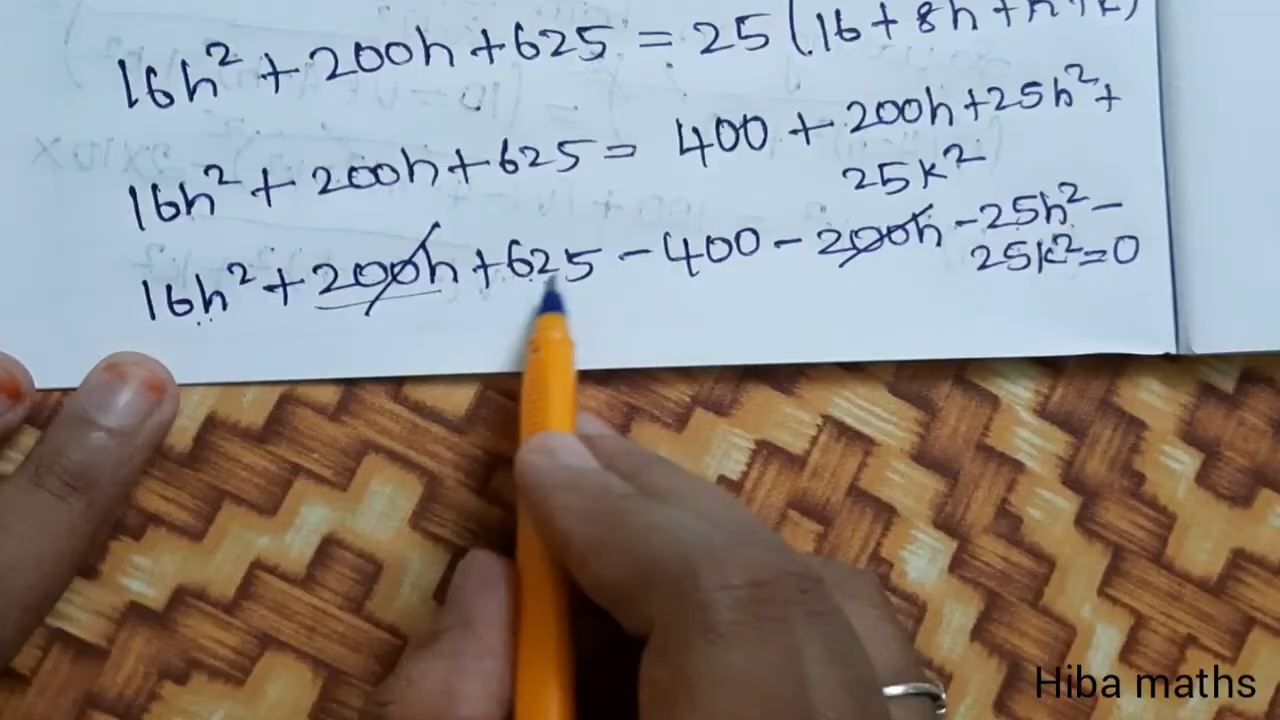 16h² + 200h + 625 = 25 (16 + 8h +
16h² + 200h + 625 = 400 + 200h + 25h² +
25k²
16h² + 200h + 625 - 400 - 200h - 25h² -
25k² = 0
Hiba maths